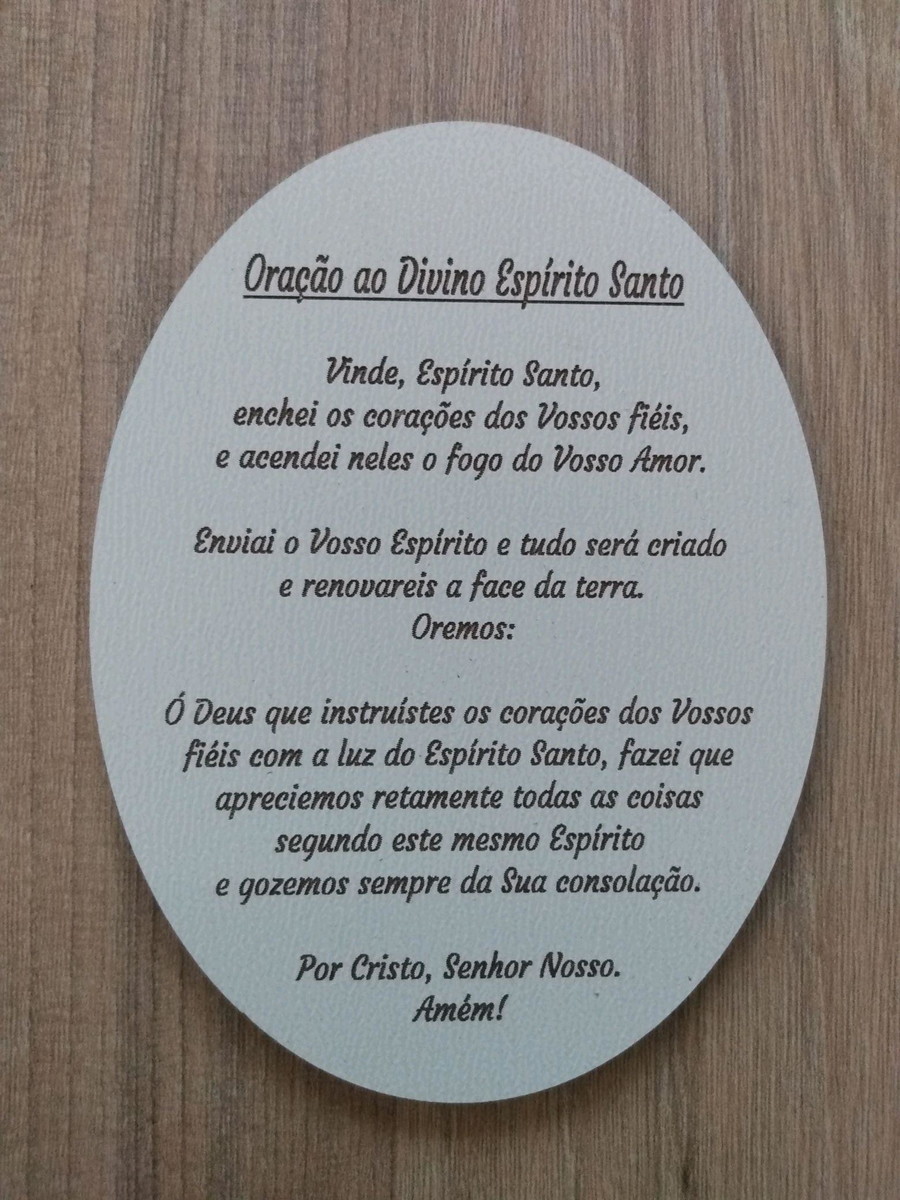 Oração ao Divino Espírito Santo
Vinde, Espírito Santo,
enchei os corações dos Vossos fiéis,
e acendei neles o fogo do Vosso Amor.
Enviai o Vosso Espírito e tudo será criado
e renovareis a face da terra.
Oremos:
Ó Deus que instruístes os corações dos Vossos
fiéis com a luz do Espírito Santo, fazei que
apreciemos retamente todas as coisas
segundo este mesmo Espírito
e gozemos sempre da Sua consolação.
Por Cristo, Senhor Nosso.
Amém!